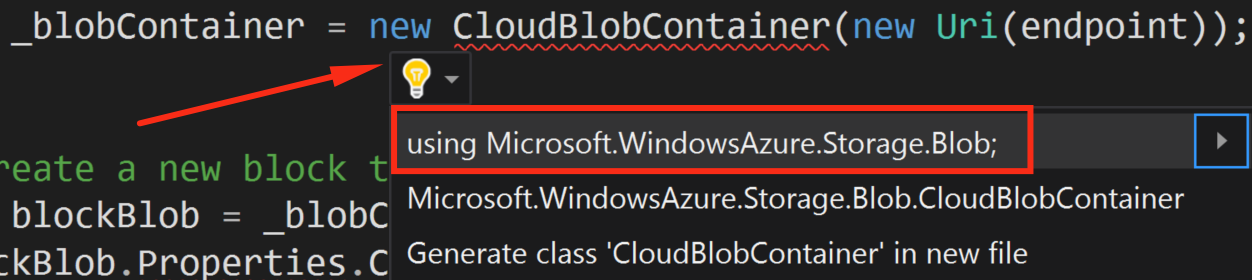 _blobContainer = new CloudBlobContainer(new Uri(endpoint));
using Microsoft.WindowsAzure.Storage.Blob;
reate a new block t
Microsoft.WindowsAzure.Storage.Blob.CloudBlobContainer
blockBlob = _blobC
Generate class 'CloudBlobContainer' in new file
ckBlob.Properties.C